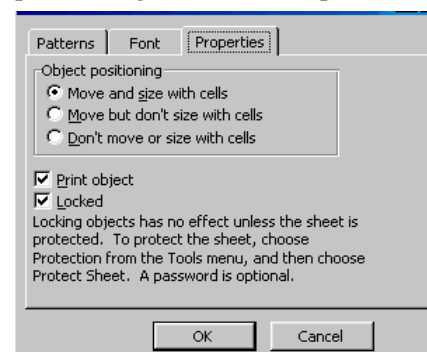 Patterns Font Properties
Object positioning
Move and size with cells
Move but don't size with cells
Don't move or size with cells
Print object
Locked
Locking objects has no effect unless the sheet is
protected. To protect the sheet, choose
Protection from the Tools menu, and then choose
Protect Sheet. A password is optional.
OK Cancel